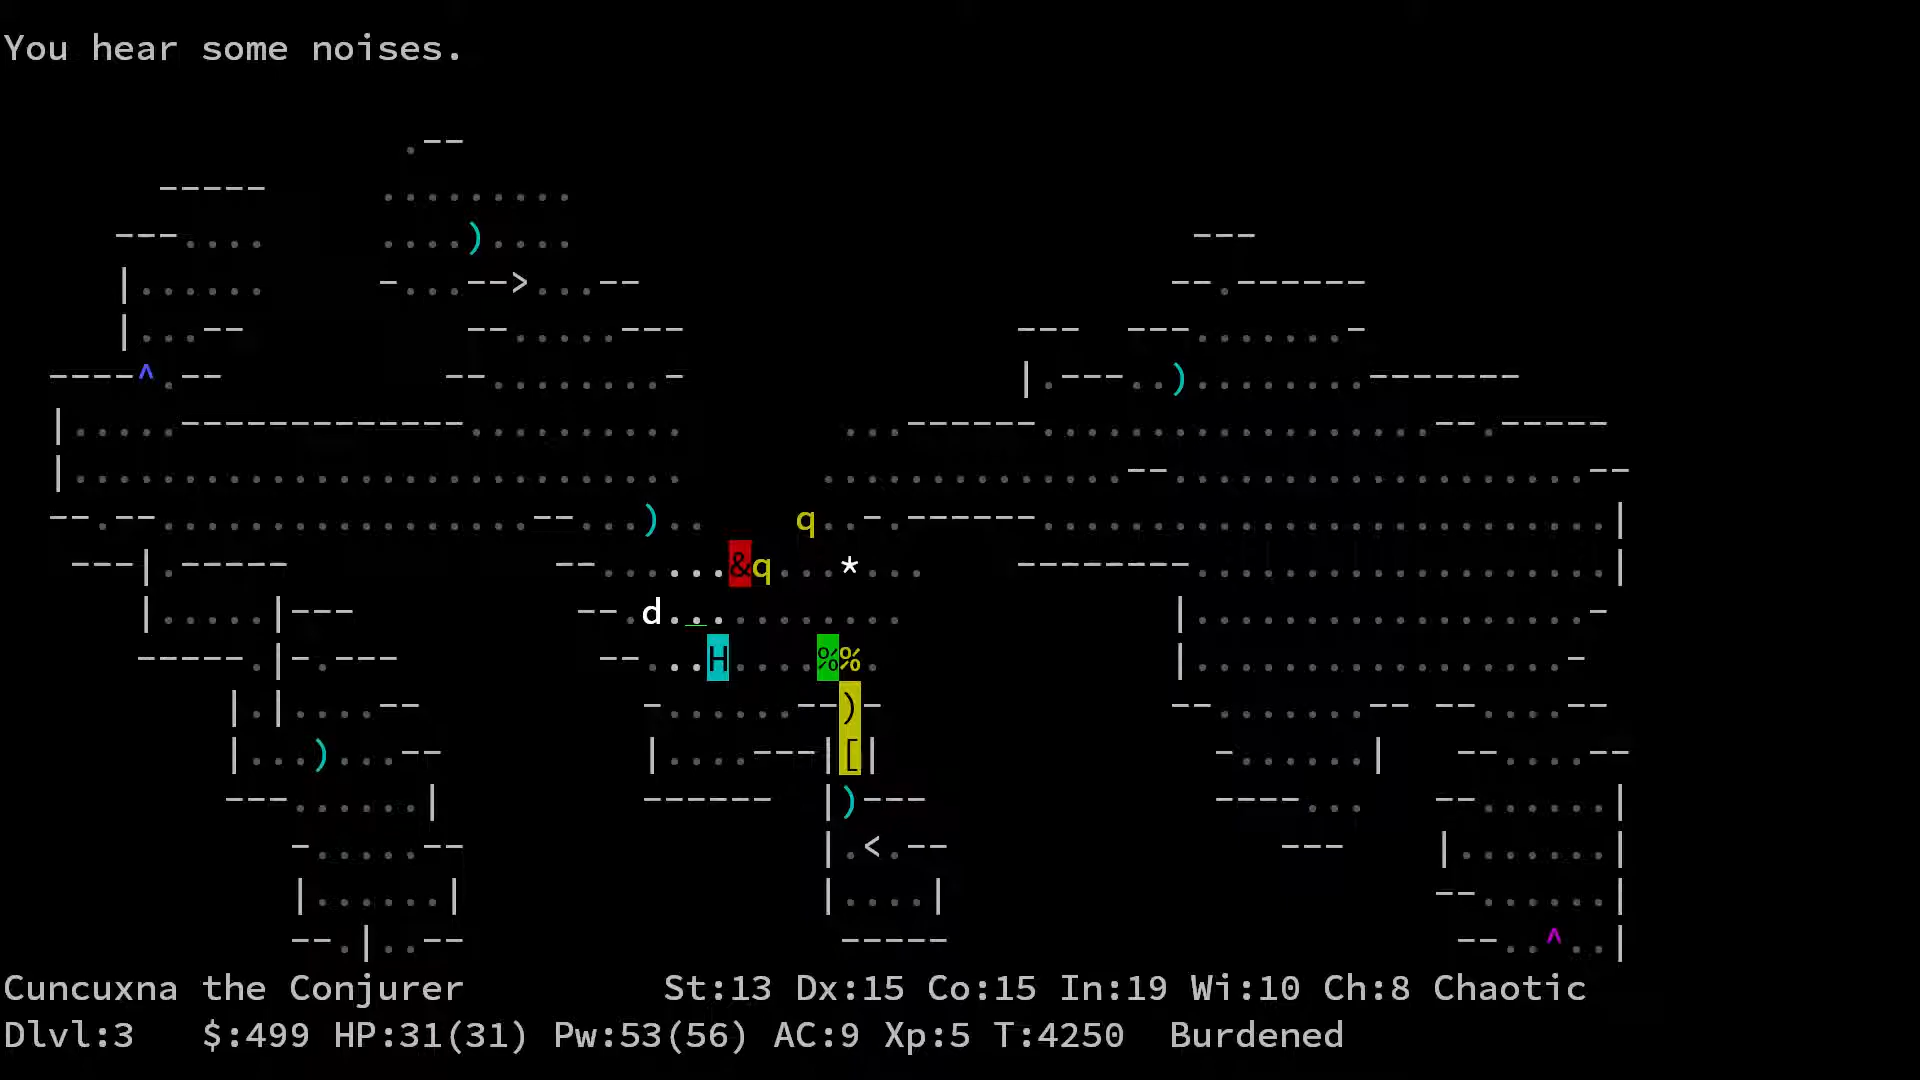 You hear some noises.
.--
----- .........
---.... ....).... ---
|...... -...-->...-- --.------
|...-- --.....--- --- ---.......-
----^.-- --........- |.---..).......-------
|.....-------------.......... ...------..................--.-----
|............................ ..............--...................--
--.--.................--...).. q..-.------..........................|
---|.----- --......&q...*... --------...................|
|.....|--- --.d._......... |...................-
-----.|-.--- --...H....%%. |.................-
|.|....-- -......--)- --.......-- --....--
|...)...-- |....---|[| -......| --....--
---......| ------ |)--- ----... --......|
-.....-- |.<.-- --- |.......|
|......| |....| --......|
--.|..-- ----- --..^..|
Cuncuxna the Conjurer St:13 Dx:15 Co:15 In:19 Wi:10 Ch:8 Chaotic
Dlvl:3 $:499 HP:31(31) Pw:53(56) AC:9 Xp:5 T:4250 Burdened